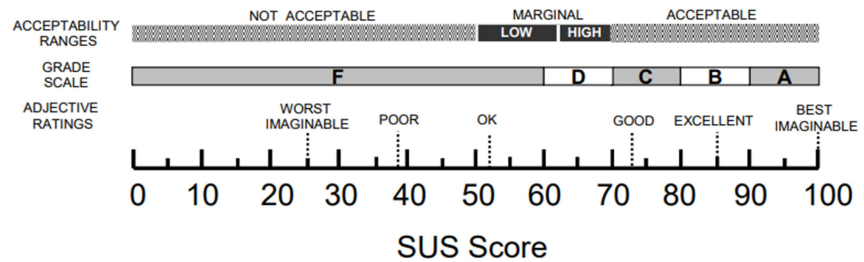 NOT ACCEPTABLE MARGINAL ACCEPTABLE
ACCEPTABILITY
RANGES
LOW HIGH
GRADE
SCALE
F D C B A
ADJECTIVE
RATINGS
WORST
IMAGINABLE
POOR
OK
GOOD
EXCELLENT
BEST
IMAGINABLE
0 10 20 30 40 50 60 70 80 90 100
SUS Score